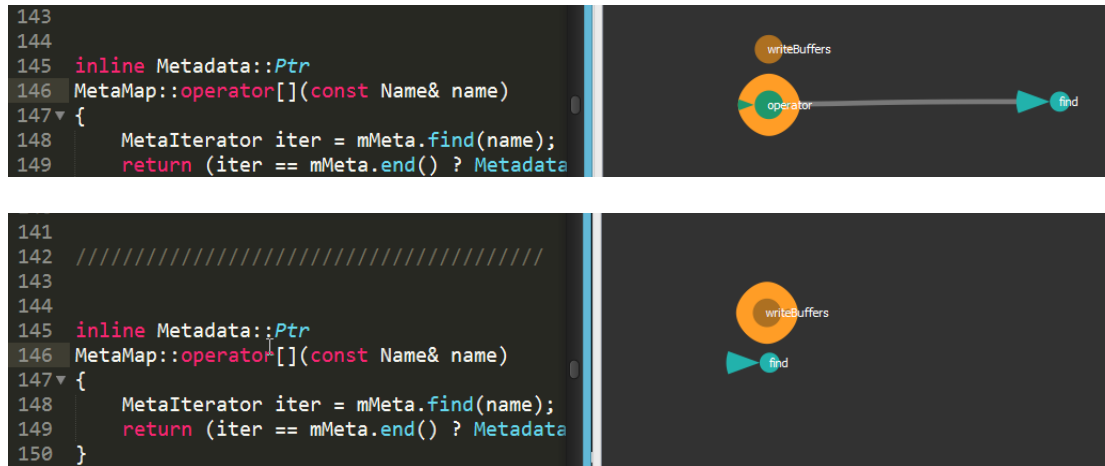 143
144
145 inline Metadata::Ptr
146 MetaMap::operator[](const Name& name)
147 {
148 MetaIterator iter = mMeta.find(name);
149 return (iter == mMeta.end() ? Metadata
writeBuffers
operator
find
141
142 ////////////////////////////////////////
143
144
145 inline Metadata::Ptr
146 MetaMap::operator[](const Name& name)
147 {
148 MetaIterator iter = mMeta.find(name);
149 return (iter == mMeta.end() ? Metadata
150 }
writeBuffers
find